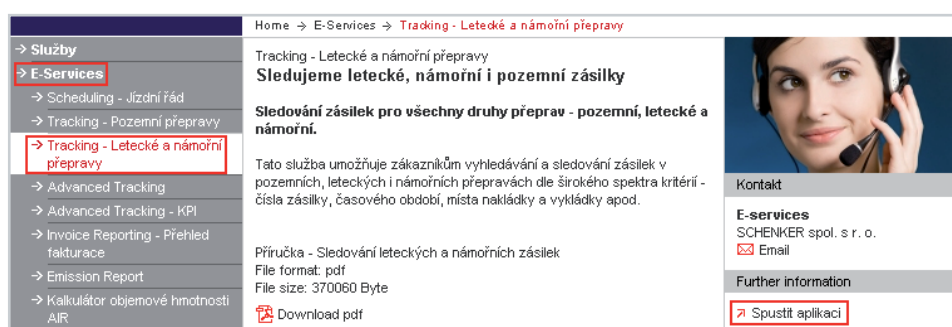 Home → E-Services → Tracking - Letecké a námořní přepravy
→ Služby
→ E-Services
→ Scheduling - Jízdní řád
→ Tracking - Pozemní přepravy
→ Tracking - Letecké a námořní
přepravy
→ Advanced Tracking
→ Advanced Tracking - KPI
→ Invoice Reporting - Přehled
fakturace
→ Emission Report
→ Kalkulátor objemové hmotnosti
AIR
Tracking - Letecké a námořní přepravy
Sledujeme letecké, námořní i pozemní zásilky
Sledování zásilek pro všechny druhy přeprav - pozemní, letecké a
námořní.
Tato služba umožňuje zákazníkům vyhledávání a sledování zásilek v
pozemních, leteckých i námořních přepravách dle širokého spektra kritérií -
čísla zásilky, časového období, místa nakládky a vykládky apod.
Příručka - Sledování leteckých a námořních zásilek
File format: pdf
File size: 370060 Byte
Download pdf
Kontakt
E-services
SCHENKER spol. s r. o.
Email
Further information
Spustit aplikaci